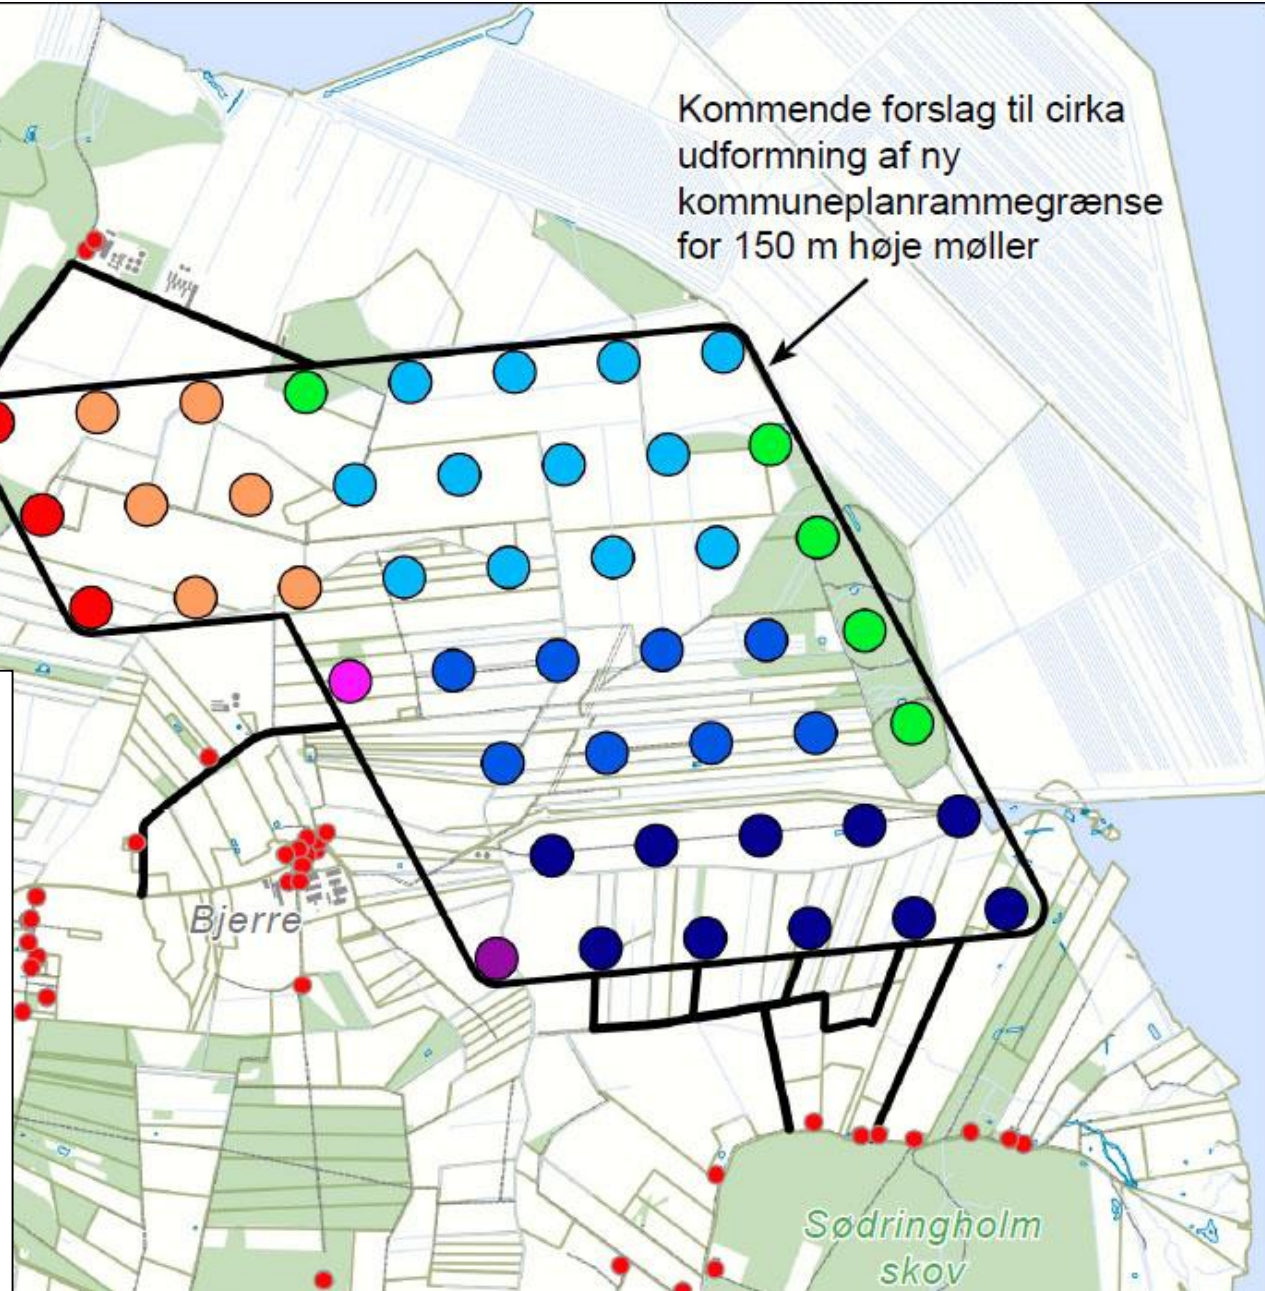 Kommende forslag til cirka
udformning af ny
kommuneplanrammegrænse
for 150 m høje møller
Bjerre
Sødringholm
skov